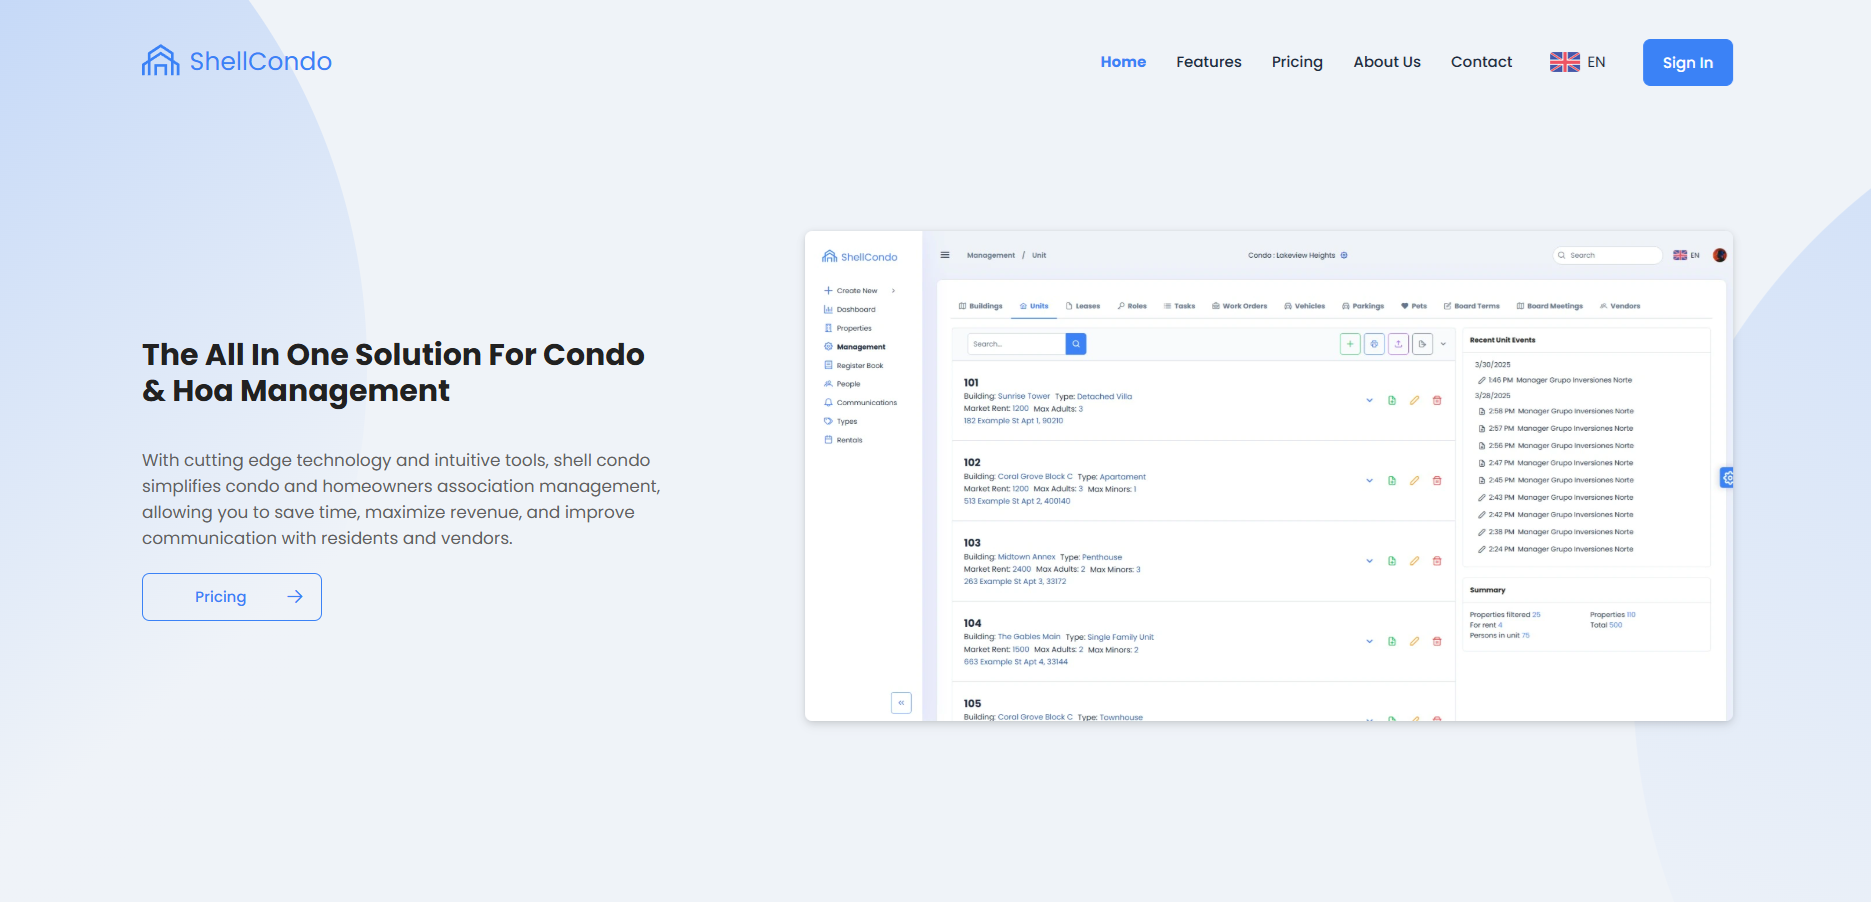 ShellCondo
Home Features Pricing About Us Contact EN Sign In
The All In One Solution For Condo
& Hoa Management
With cutting edge technology and intuitive tools, shell condo
simplifies condo and homeowners association management,
allowing you to save time, maximize revenue, and improve
communication with residents and vendors.
Pricing
ShellCondo
Create New
Dashboard
Properties
Management
Register Book
People
Communications
Types
Rentals
Management / Unit
Condo : Lakeview Heights
Search
EN
Buildings Units Leases Roles Tasks Work Orders Vehicles Parkings Pets Board Terms Board Meetings Vendors
Search...
101
Building: Sunrise Tower Type: Detached Villa
Market Rent: 1200 Max Adults: 3
182 Example St Apt 1, 90210
102
Building: Coral Grove Block C Type: Apartament
Market Rent: 1200 Max Adults: 3 Max Minors: 1
513 Example St Apt 2, 400140
103
Building: Midtown Annex Type: Penthouse
Market Rent: 2400 Max Adults: 2 Max Minors: 3
263 Example St Apt 3, 33172
104
Building: The Gables Main Type: Single Family Unit
Market Rent: 1500 Max Adults: 2 Max Minors: 2
663 Example St Apt 4, 33144
105
Building: Coral Grove Block C Type: Townhouse
Recent Unit Events
3/30/2025
1:46 PM Manager Grupo Inversiones Norte
3/28/2025
2:58 PM Manager Grupo Inversiones Norte
2:57 PM Manager Grupo Inversiones Norte
2:56 PM Manager Grupo Inversiones Norte
2:47 PM Manager Grupo Inversiones Norte
2:45 PM Manager Grupo Inversiones Norte
2:43 PM Manager Grupo Inversiones Norte
2:42 PM Manager Grupo Inversiones Norte
2:38 PM Manager Grupo Inversiones Norte
2:24 PM Manager Grupo Inversiones Norte
Summary
Properties filtered 25 Properties 110
For rent 4 Total 500
Persons in unit 75